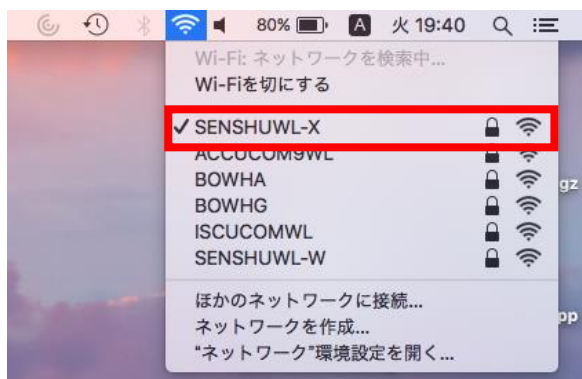 80% A 火 19:40
Wi-Fi: ネットワークを検索中...
Wi-Fiを切にする
✓ SENSHUWL-X
ACCUCOM9WL
BOWHA
gz
BOWHG
ISCUCOMWL
SENSHUWL-W
ほかのネットワークに接続...
pp
ネットワークを作成...
“ネットワーク”環境設定を開く...